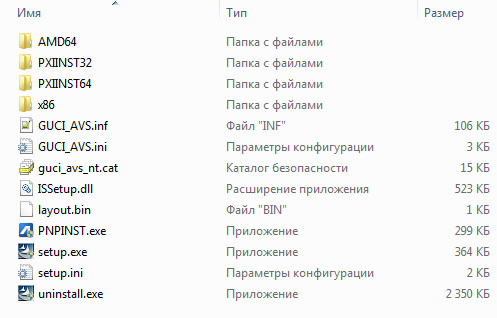 Имя Тип Размер
AMD64 Папка с файлами
PXIINST32 Папка с файлами
PXIINST64 Папка с файлами
x86 Папка с файлами
GUCI_AVS.inf Файл "INF" 106 КБ
GUCI_AVS.ini Параметры конфигурации 3 КБ
guci_avs_nt.cat Каталог безопасности 15 КБ
ISSetup.dll Расширение приложения 523 КБ
layout.bin Файл "BIN" 1 КБ
PNPINST.exe Приложение 299 КБ
setup.exe Приложение 364 КБ
setup.ini Параметры конфигурации 2 КБ
uninstall.exe Приложение 2 350 КБ